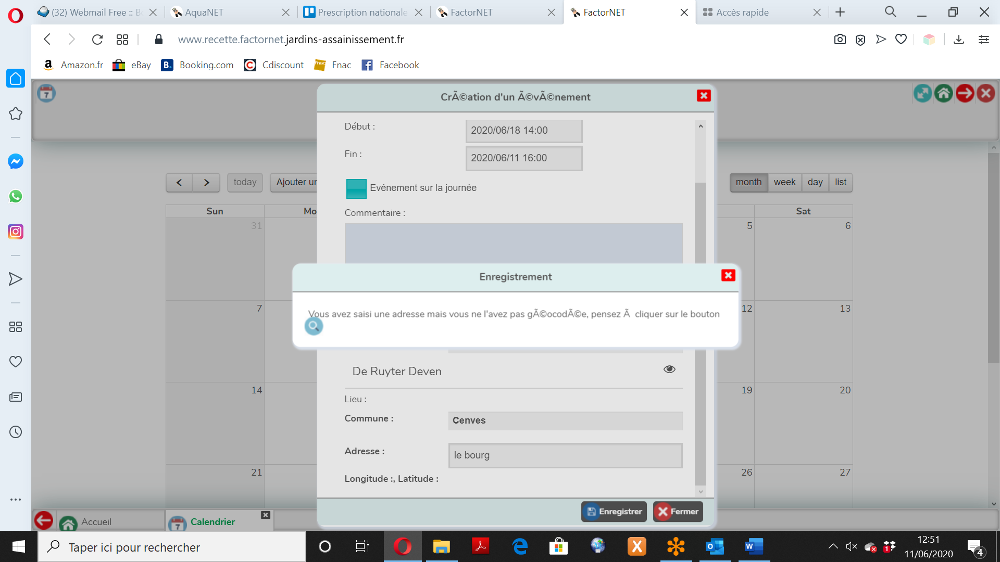 (32) Webmail Free :: B
AquaNET
Prescription nationale
FactorNET
FactorNET
Accès rapide
www.recette.factornet.jardins-assainissement.fr
Amazon.fr
eBay
Booking.com
Cdiscount
Fnac
Facebook
7
CrÃ©ation d'un Ã©vÃ©nement
Début :
2020/06/18 14:00
Fin :
2020/06/11 16:00
today
Ajouter un
month
week
day
list
Evénement sur la journée
Commentaire :
Sun
Mo
Sat
31
5
6
Enregistrement
Vous avez saisi une adresse mais vous ne l'avez pas gÃ©ocodÃ©e, pensez Ã  cliquer sur le bouton
7
12
13
De Ruyter Deven
14
19
20
Lieu :
Commune :
Cenves
Adresse :
le bourg
21
26
27
Longitude :, Latitude :
Enregistrer
Fermer
Accueil
7
Calendrier
Taper ici pour rechercher
12:51
11/06/2020
4